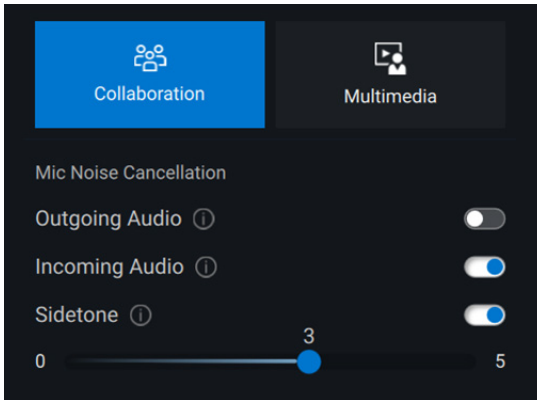 Collaboration
Multimedia
Mic Noise Cancellation
Outgoing Audio
Incoming Audio
Sidetone
3
0 5